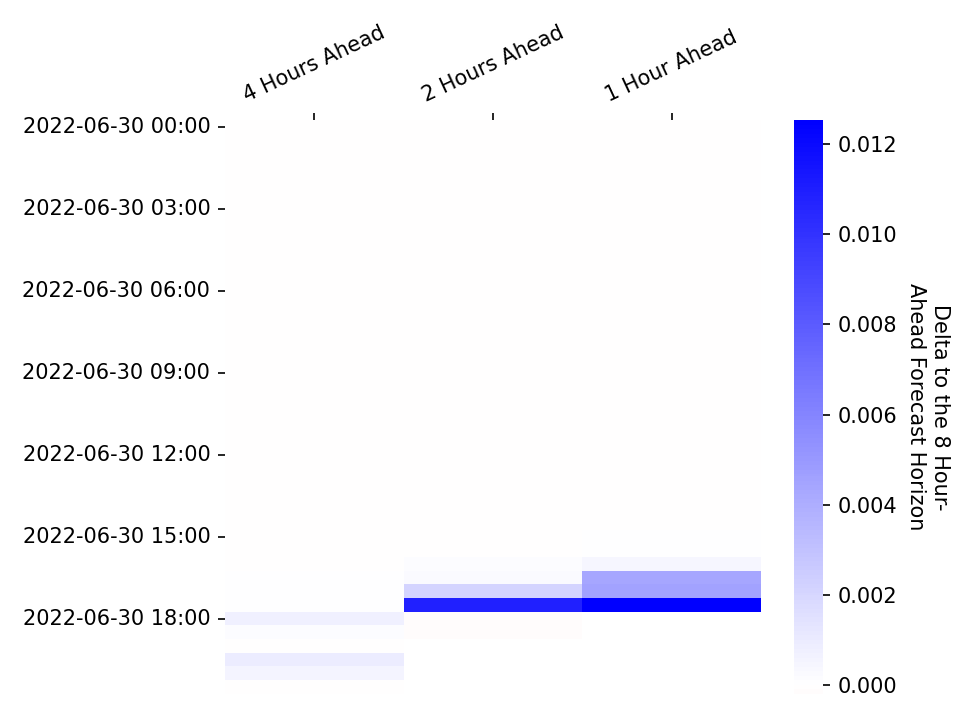 4 Hours Ahead
2 Hours Ahead
1 Hour Ahead
2022-06-30 00:00
2022-06-30 03:00
2022-06-30 06:00
2022-06-30 09:00
2022-06-30 12:00
2022-06-30 15:00
2022-06-30 18:00
0.012
0.010
0.008
0.006
0.004
0.002
0.000
Delta to the 8 Hour-
Ahead Forecast Horizon